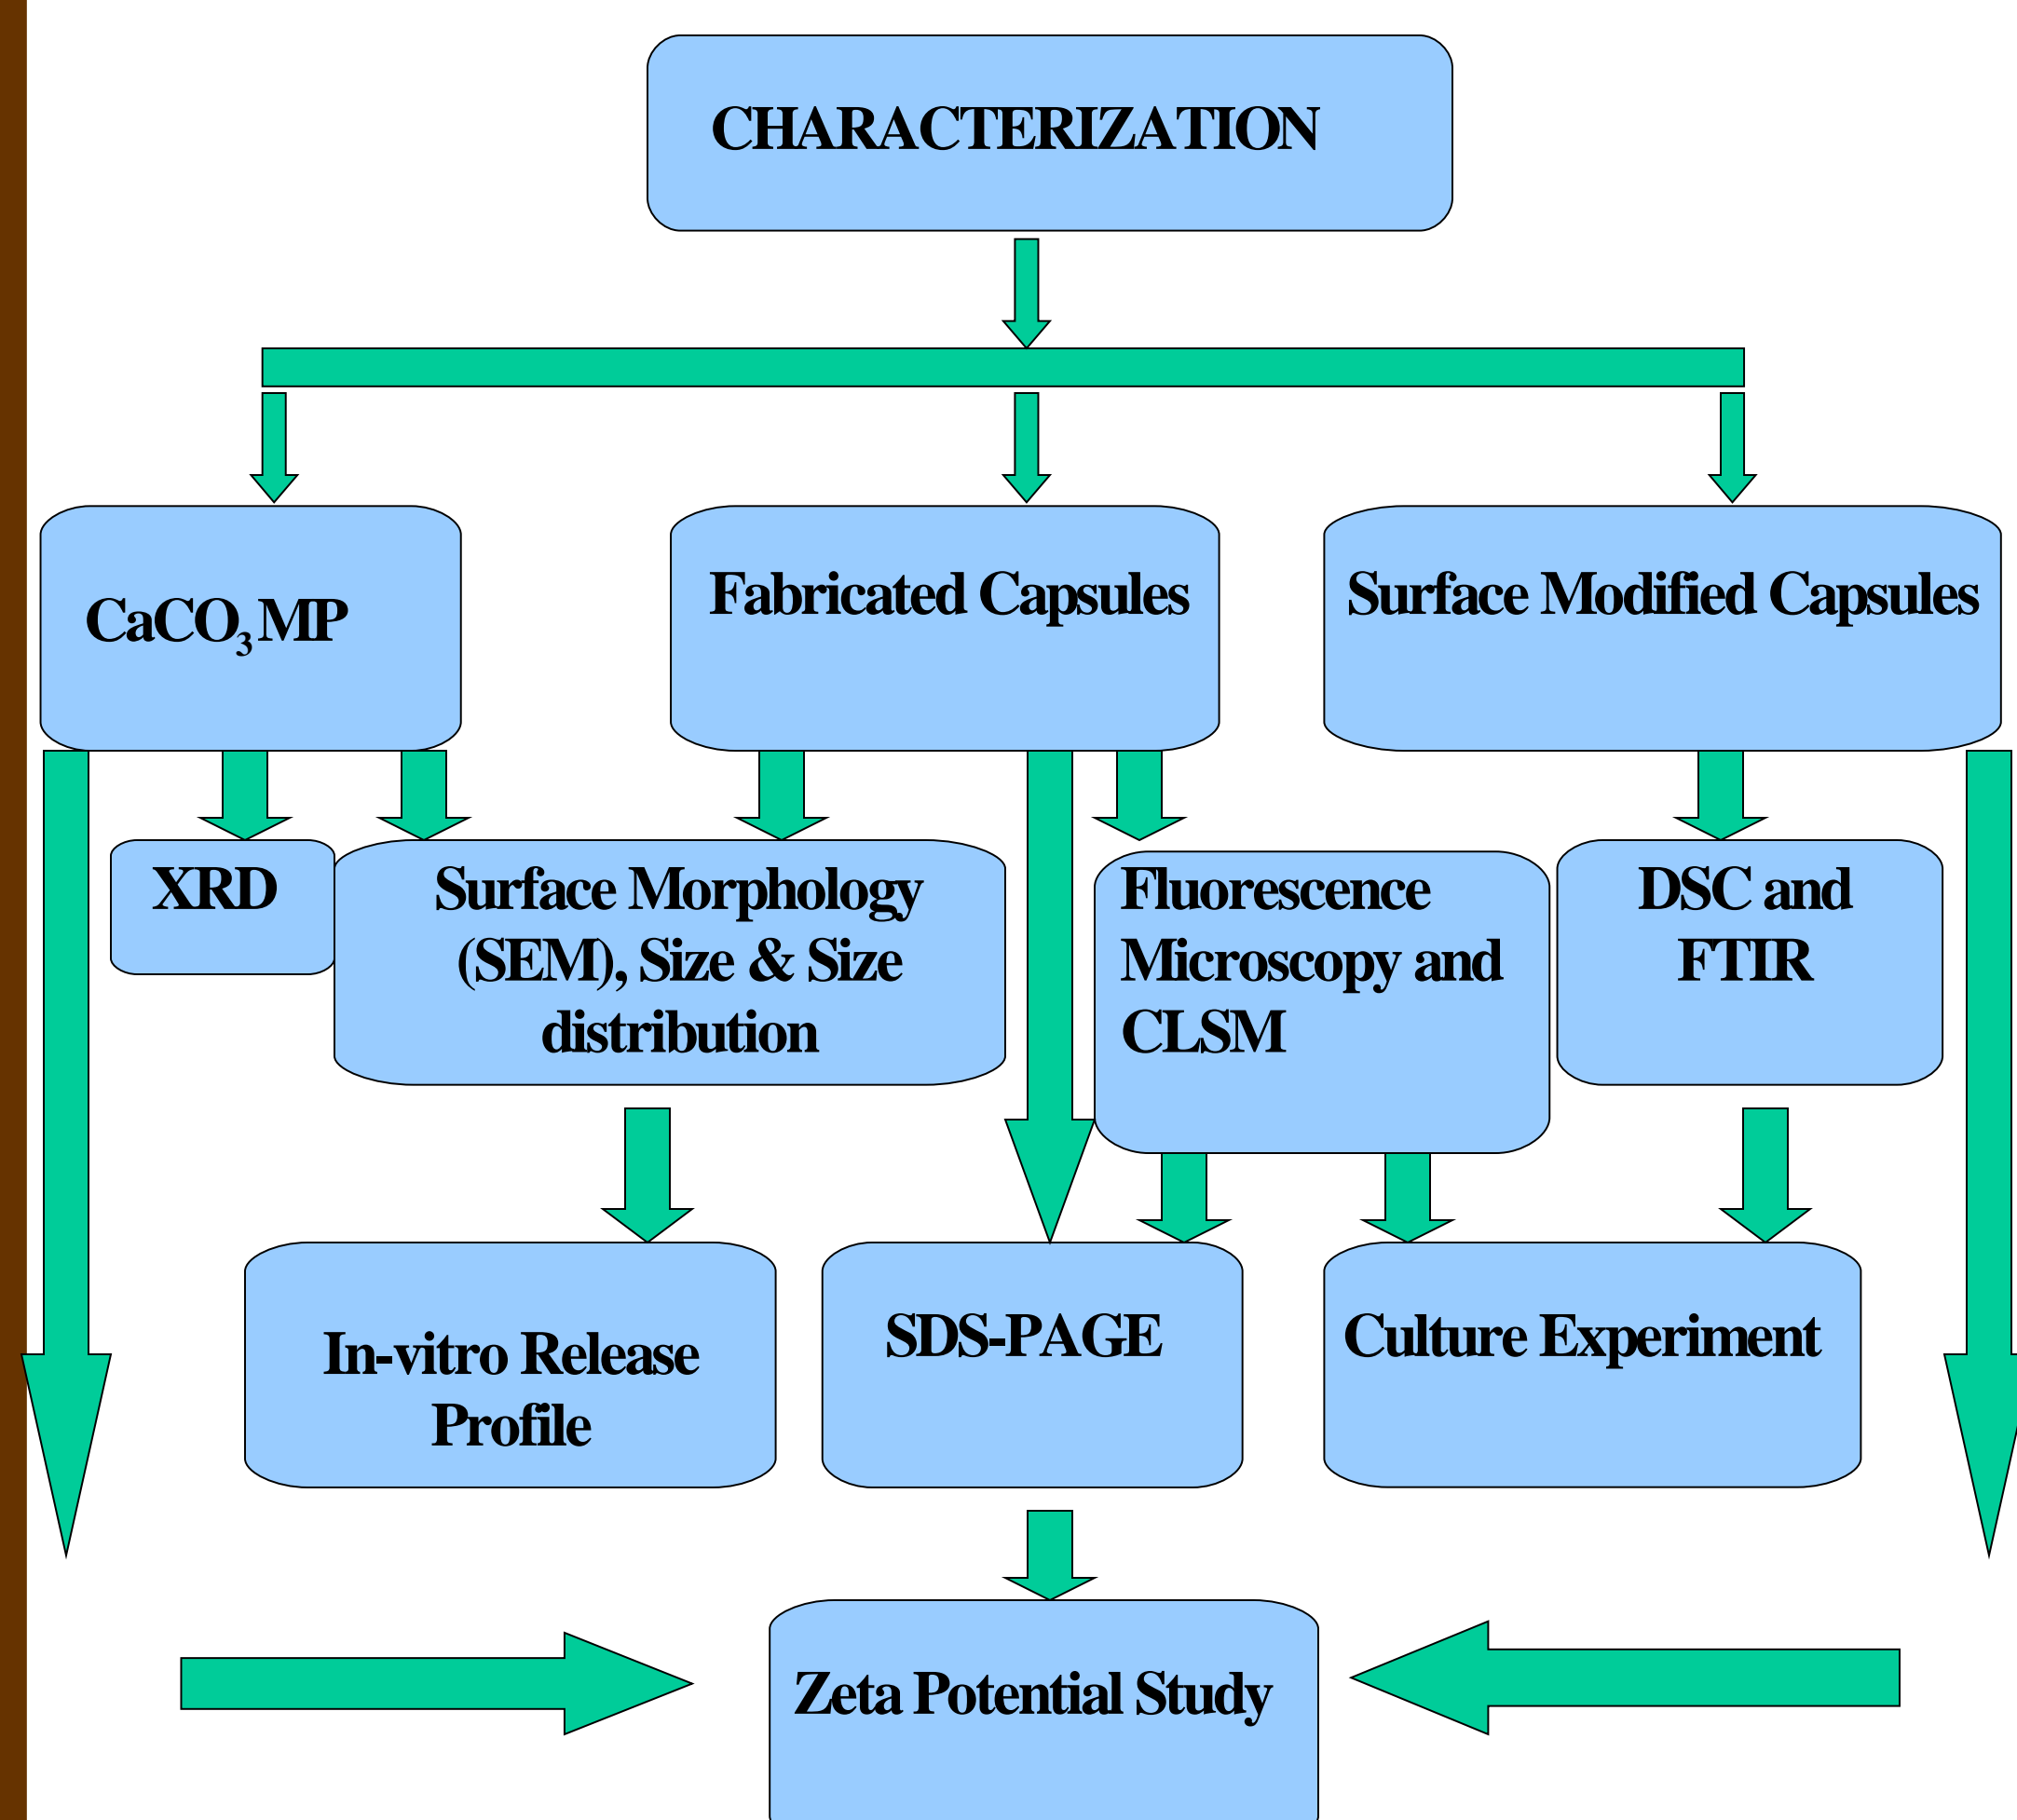 CHARACTERIZATION
CaCO₃ MP
Fabricated Capsules
Surface Modified Capsules
XRD
Surface Morphology
(SEM), Size & Size
distribution
Fluorescence
Microscopy and
CLSM
DSC and
FTIR
In-vitro Release
Profile
SDS-PAGE
Culture Experiment
Zeta Potential Study